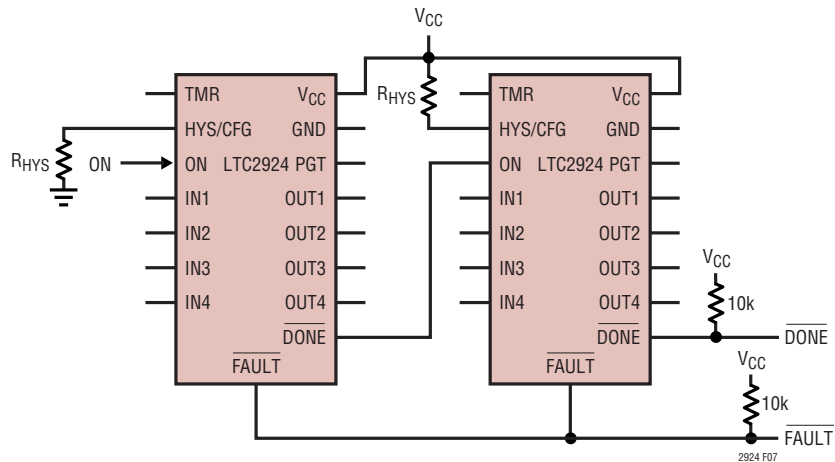 VCC
TMR
VCC
RHYS
TMR
VCC
HYS/CFG
GND
HYS/CFG
GND
RHYS
ON
ON
LTC2924
PGT
ON
LTC2924
PGT
IN1
OUT1
IN1
OUT1
IN2
OUT2
IN2
OUT2
VCC
IN3
OUT3
IN3
OUT3
10k
IN4
OUT4
IN4
OUT4
DONE
DONE
DONE
VCC
FAULT
FAULT
10k
FAULT
2924 F07